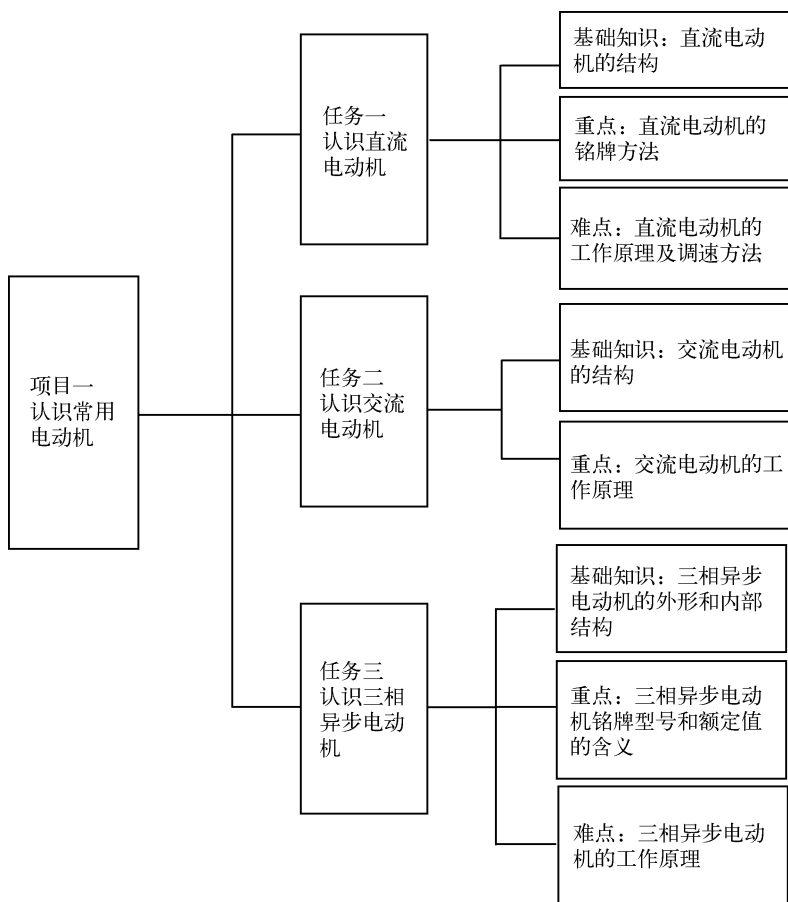 项目一
认识常用
电动机
任务一
认识直流
电动机
基础知识：直流电动
机的结构
重点：直流电动机的
铭牌方法
难点：直流电动机的
工作原理及调速方法
任务二
认识交流
电动机
基础知识：交流电动机
的结构
重点：交流电动机的工
作原理
任务三
认识三相
异步电动
机
基础知识：三相异步
电动机的外形和内部
结构
重点：三相异步电动
机铭牌型号和额定值
的含义
难点：三相异步电动
机的工作原理